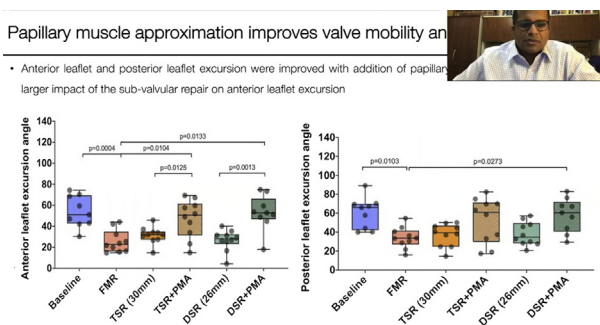 Papillary muscle approximation improves valve mobility an
• Anterior leaflet and posterior leaflet excursion were improved with addition of papillary
larger impact of the sub-valvular repair on anterior leaflet excursion
Anterior leaflet excursion angle
140
120
100
80
60
40
20
0
p=0.0133
p=0.0004
p=0.0104
p=0.0125
p=0.0013
Baseline
FMR
TSR (30mm)
TSR+PMA
DSR (26mm)
DSR+PMA
Posterior leaflet excursion angle
140
120
100
80
60
40
20
0
p=0.0103
p=0.0273
Baseline
FMR
TSR (30mm)
TSR+PMA
DSR (26mm)
DSR+PMA